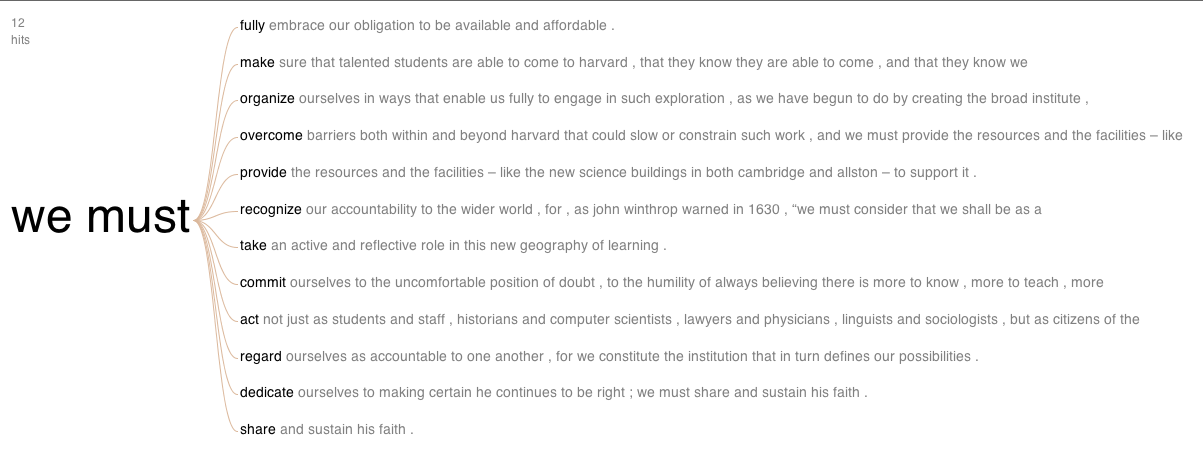 12
hits
we must
fully embrace our obligation to be available and affordable .
make sure that talented students are able to come to harvard , that they know they are able to come , and that they know we
organize ourselves in ways that enable us fully to engage in such exploration , as we have begun to do by creating the broad institute ,
overcome barriers both within and beyond harvard that could slow or constrain such work , and we must provide the resources and the facilities – like
provide the resources and the facilities – like the new science buildings in both cambridge and allston – to support it .
recognize our accountability to the wider world , for , as john winthrop warned in 1630 , “we must consider that we shall be as a
take an active and reflective role in this new geography of learning .
commit ourselves to the uncomfortable position of doubt , to the humility of always believing there is more to know , more to teach , more
act not just as students and staff , historians and computer scientists , lawyers and physicians , linguists and sociologists , but as citizens of the
regard ourselves as accountable to one another , for we constitute the institution that in turn defines our possibilities .
dedicate ourselves to making certain he continues to be right ; we must share and sustain his faith .
share and sustain his faith .